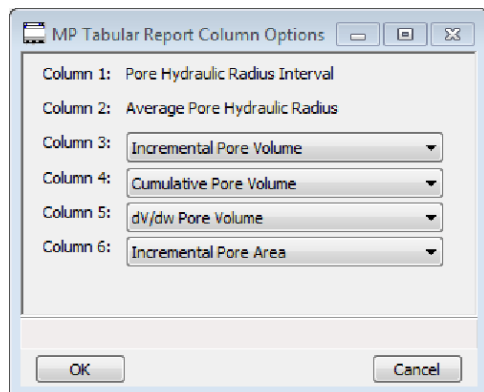 MP Tabular Report Column Options
Column 1: Pore Hydraulic Radius Interval
Column 2: Average Pore Hydraulic Radius
Column 3: Incremental Pore Volume
Column 4: Cumulative Pore Volume
Column 5: dV/dw Pore Volume
Column 6: Incremental Pore Area
OK Cancel